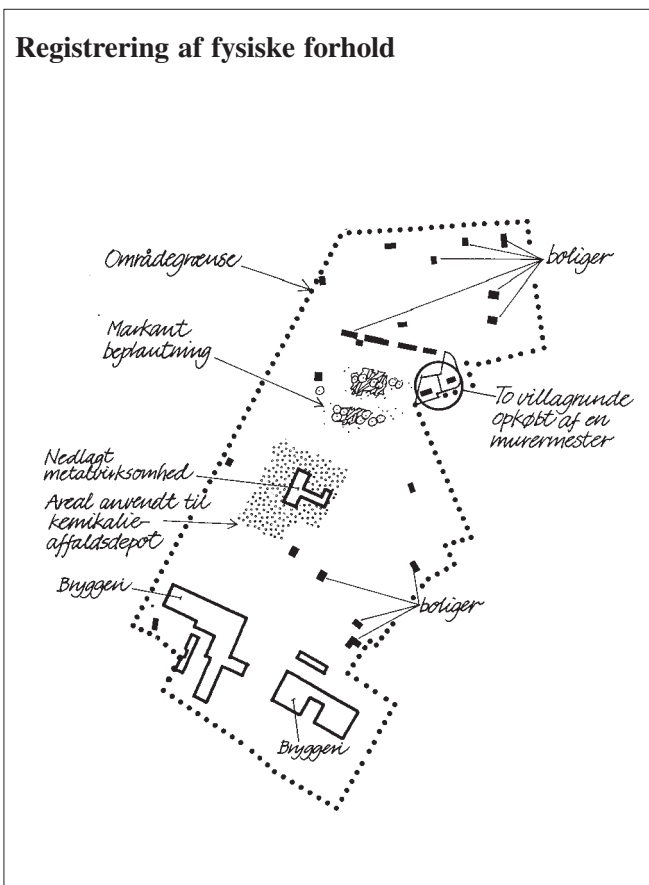 Registrering af fysiske forhold
Områdegrænse
boliger
Markant
beplantning
To villagrunde
opkøbt af en
murermester
Nedlagt
metalvirksomhed
Areal anvendt til
kemikalie-
affaldsdepot
Bryggeri
boliger
Bryggeri